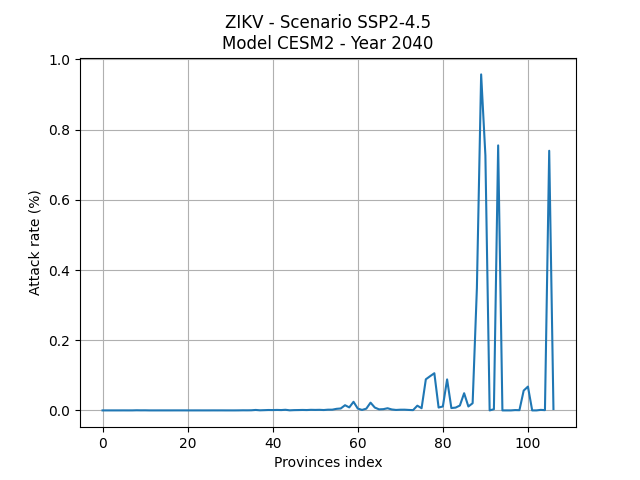 ZIKV - Scenario SSP2-4.5
Model CESM2 - Year 2040
1.0
0.8
0.6
0.4
0.2
0.0
Attack rate (%)
0 20 40 60 80 100
Provinces index